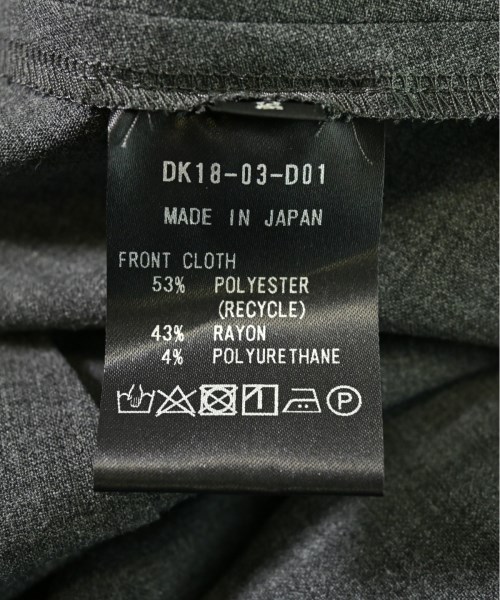 DK18-03-D01
MADE IN JAPAN
FRONT CLOTH
53% POLYESTER
(RECYCLE)
43% RAYON
4% POLYURETHANE
P